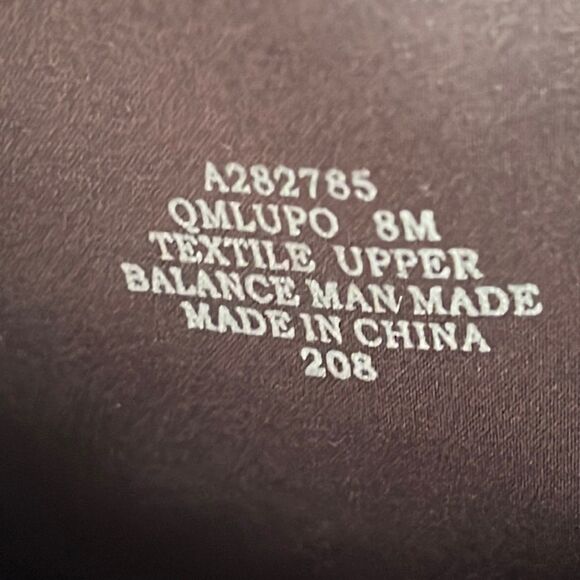 A282785
QMLUPO 8M
TEXTILE UPPER
BALANCE MAN MADE
MADE IN CHINA
208